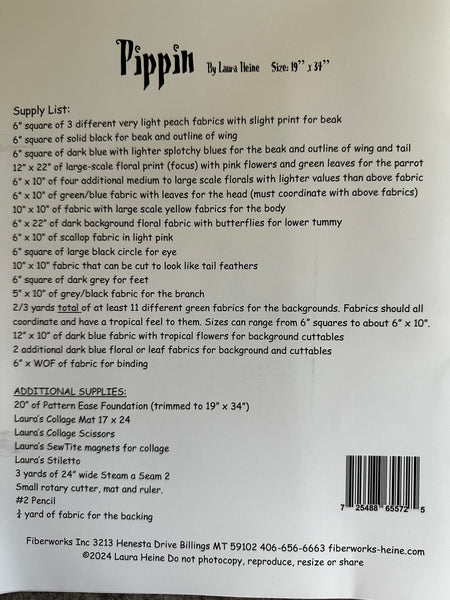 Pippin By Laura Heine Size: 19" x 34"
Supply List:
6" square of 3 different very light peach fabrics with slight print for beak
6" square of solid black for beak and outline of wing
6" square of dark blue with lighter splotchy blues for the beak and outline of wing and tail
12" x 22" of large-scale floral print (focus) with pink flowers and green leaves for the parrot
6" x 10" of four additional medium to large scale florals with lighter values than above fabric
6" x 10" of green/blue fabric with leaves for the head (must coordinate with above fabrics)
10" x 10" of fabric with large scale yellow fabrics for the body
6" x 22" of dark background floral fabric with butterflies for lower tummy
6" x 10" of scallop fabric in light pink
6" square of large black circle for eye
10" x 10" fabric that can be cut to look like tail feathers
6" square of dark grey for feet
5" x 10" of grey/black fabric for the branch
2/3 yards total of at least 11 different green fabrics for the backgrounds. Fabrics should all
coordinate and have a tropical feel to them. Sizes can range from 6" squares to about 6" x 10".
12" x 10" of dark blue fabric with tropical flowers for background cuttables
2 additional dark blue floral or leaf fabrics for background and cuttables
6" x WOF of fabric for binding
ADDITIONAL SUPPLIES:
20" of Pattern Ease Foundation (trimmed to 19" x 34")
Laura's Collage Mat 17 x 24
Laura's Collage Scissors
Laura's SewTite magnets for collage
Laura's Stiletto
3 yards of 24" wide Steam a Seam 2
Small rotary cutter, mat and ruler.
#2 Pencil
¾ yard of fabric for the backing
7 25488 65572 5
Fiberworks Inc 3213 Henesta Drive Billings MT 59102 406-656-6663 fiberworks-heine.com
©2024 Laura Heine Do not photocopy, reproduce, resize or share